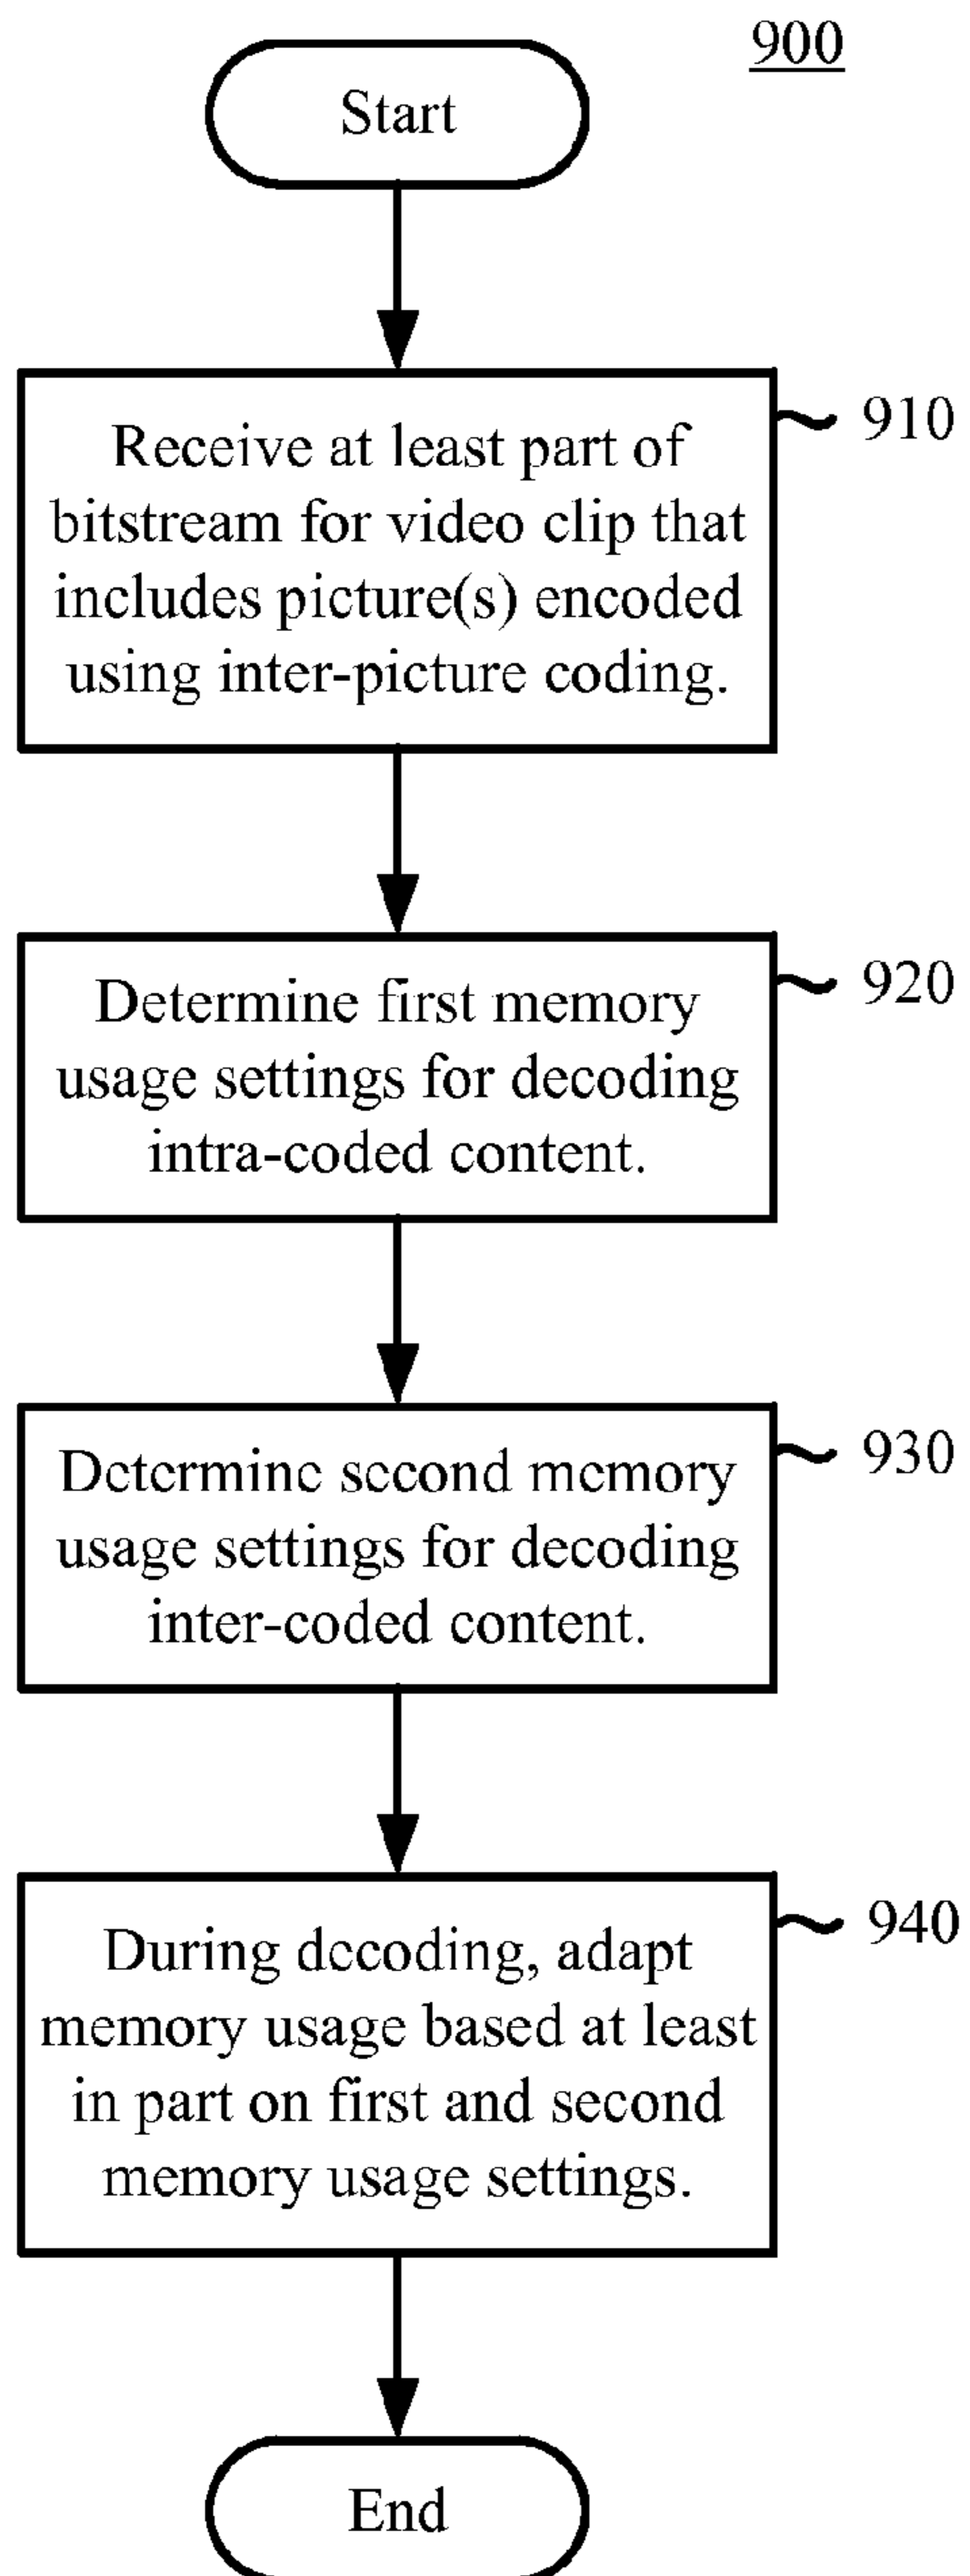 900
Start
Receive at least part of
bitstream for video clip that
includes picture(s) encoded
using inter-picture coding.
910
Determine first memory
usage settings for decoding
intra-coded content.
920
Determine second memory
usage settings for decoding
inter-coded content.
930
During decoding, adapt
memory usage based at least
in part on first and second
memory usage settings.
940
End